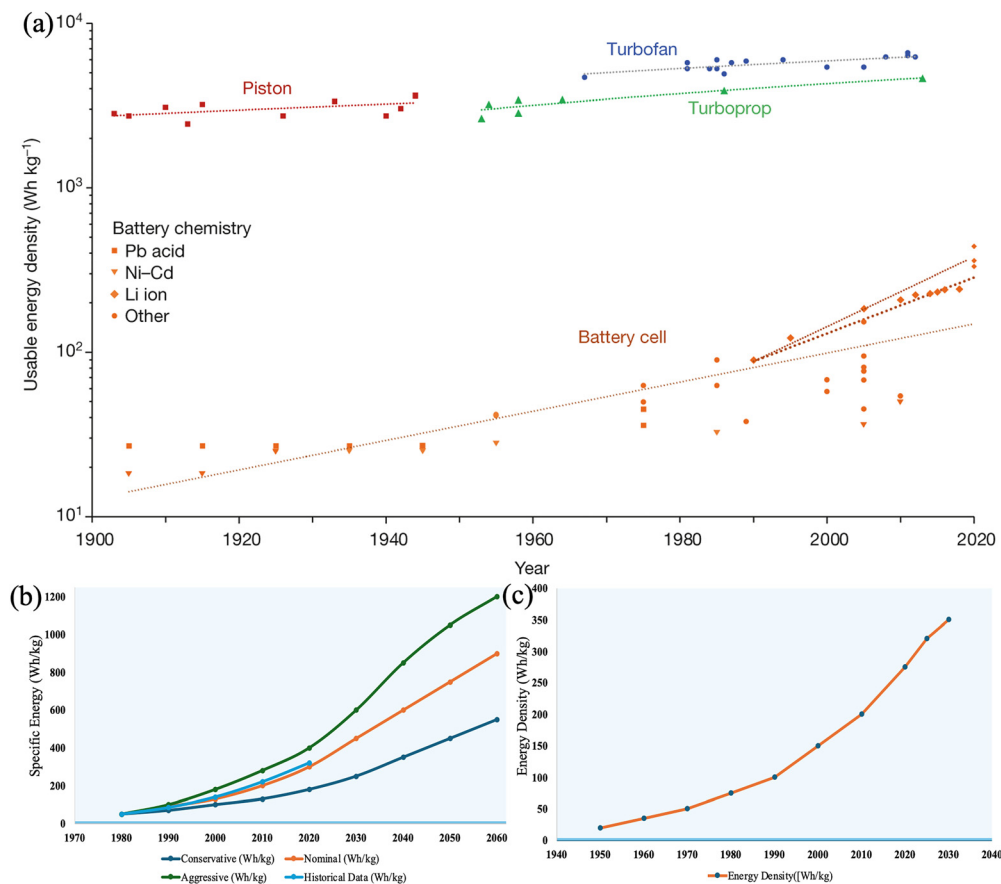 (a)
10⁴
Turbofan
Piston
Turboprop
10³
Usable energy density (Wh kg⁻¹)
Battery chemistry
Pb acid
Ni–Cd
Li ion
Other
Battery cell
10²
10¹
1900 1920 1940 1960 1980 2000 2020
Year
(b)
1200
1000
800
600
400
200
0
Specific Energy (Wh/kg)
1970 1980 1990 2000 2010 2020 2030 2040 2050 2060
Conservative (Wh/kg) Nominal (Wh/kg)
Aggressive (Wh/kg) Historical Data (Wh/kg)
(c)
400
350
300
250
200
150
100
50
0
Energy Density (Wh/kg)
1940 1950 1960 1970 1980 1990 2000 2010 2020 2030 2040
Energy Density([Wh/kg)